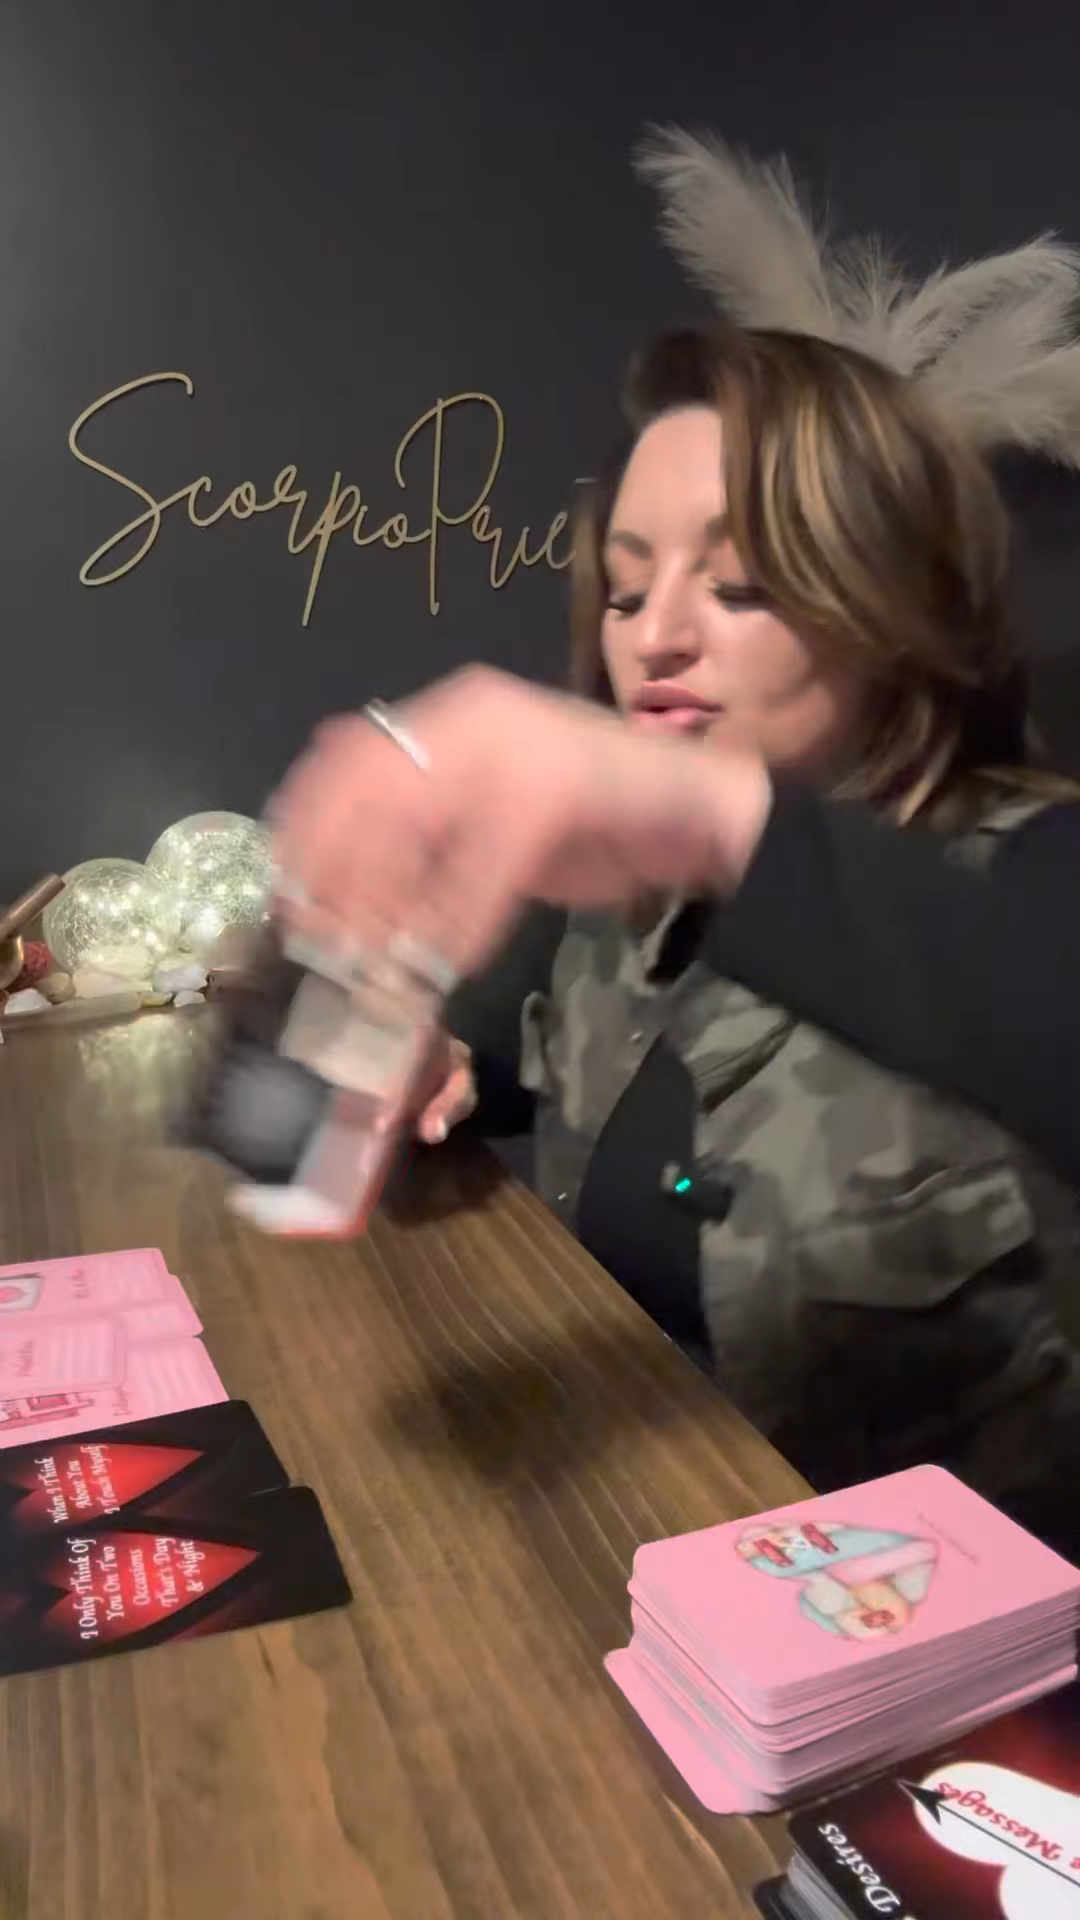 ScorpioPrie
When I Think
About You
I Touch Myself
I Only Think Of
You On Two
Occasions
That's Day
& Night
Messages
Desires